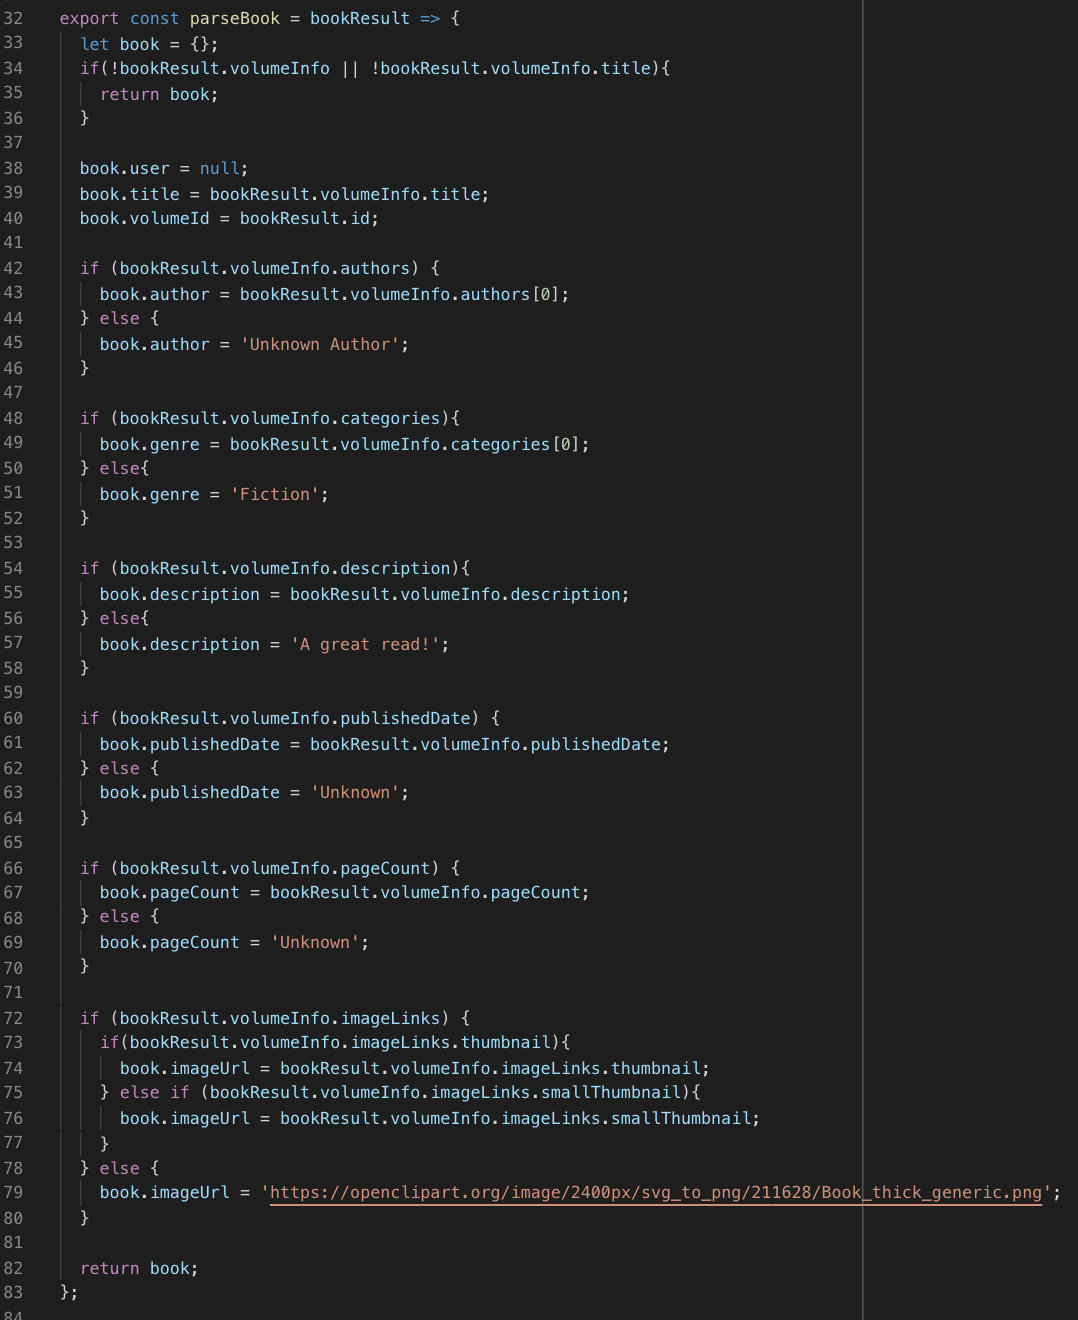 32 export const parseBook = bookResult => {
33 let book = {};
34 if(!bookResult.volumeInfo || !bookResult.volumeInfo.title){
35 return book;
36 }
37
38 book.user = null;
39 book.title = bookResult.volumeInfo.title;
40 book.volumeId = bookResult.id;
41
42 if (bookResult.volumeInfo.authors) {
43 book.author = bookResult.volumeInfo.authors[0];
44 } else {
45 book.author = 'Unknown Author';
46 }
47
48 if (bookResult.volumeInfo.categories){
49 book.genre = bookResult.volumeInfo.categories[0];
50 } else{
51 book.genre = 'Fiction';
52 }
53
54 if (bookResult.volumeInfo.description){
55 book.description = bookResult.volumeInfo.description;
56 } else{
57 book.description = 'A great read!';
58 }
59
60 if (bookResult.volumeInfo.publishedDate) {
61 book.publishedDate = bookResult.volumeInfo.publishedDate;
62 } else {
63 book.publishedDate = 'Unknown';
64 }
65
66 if (bookResult.volumeInfo.pageCount) {
67 book.pageCount = bookResult.volumeInfo.pageCount;
68 } else {
69 book.pageCount = 'Unknown';
70 }
71
72 if (bookResult.volumeInfo.imageLinks) {
73 if(bookResult.volumeInfo.imageLinks.thumbnail){
74 book.imageUrl = bookResult.volumeInfo.imageLinks.thumbnail;
75 } else if (bookResult.volumeInfo.imageLinks.smallThumbnail){
76 book.imageUrl = bookResult.volumeInfo.imageLinks.smallThumbnail;
77 }
78 } else {
79 book.imageUrl = 'https://openclipart.org/image/2400px/svg_to_png/211628/Book_thick_generic.png';
80 }
81
82 return book;
83 };
84